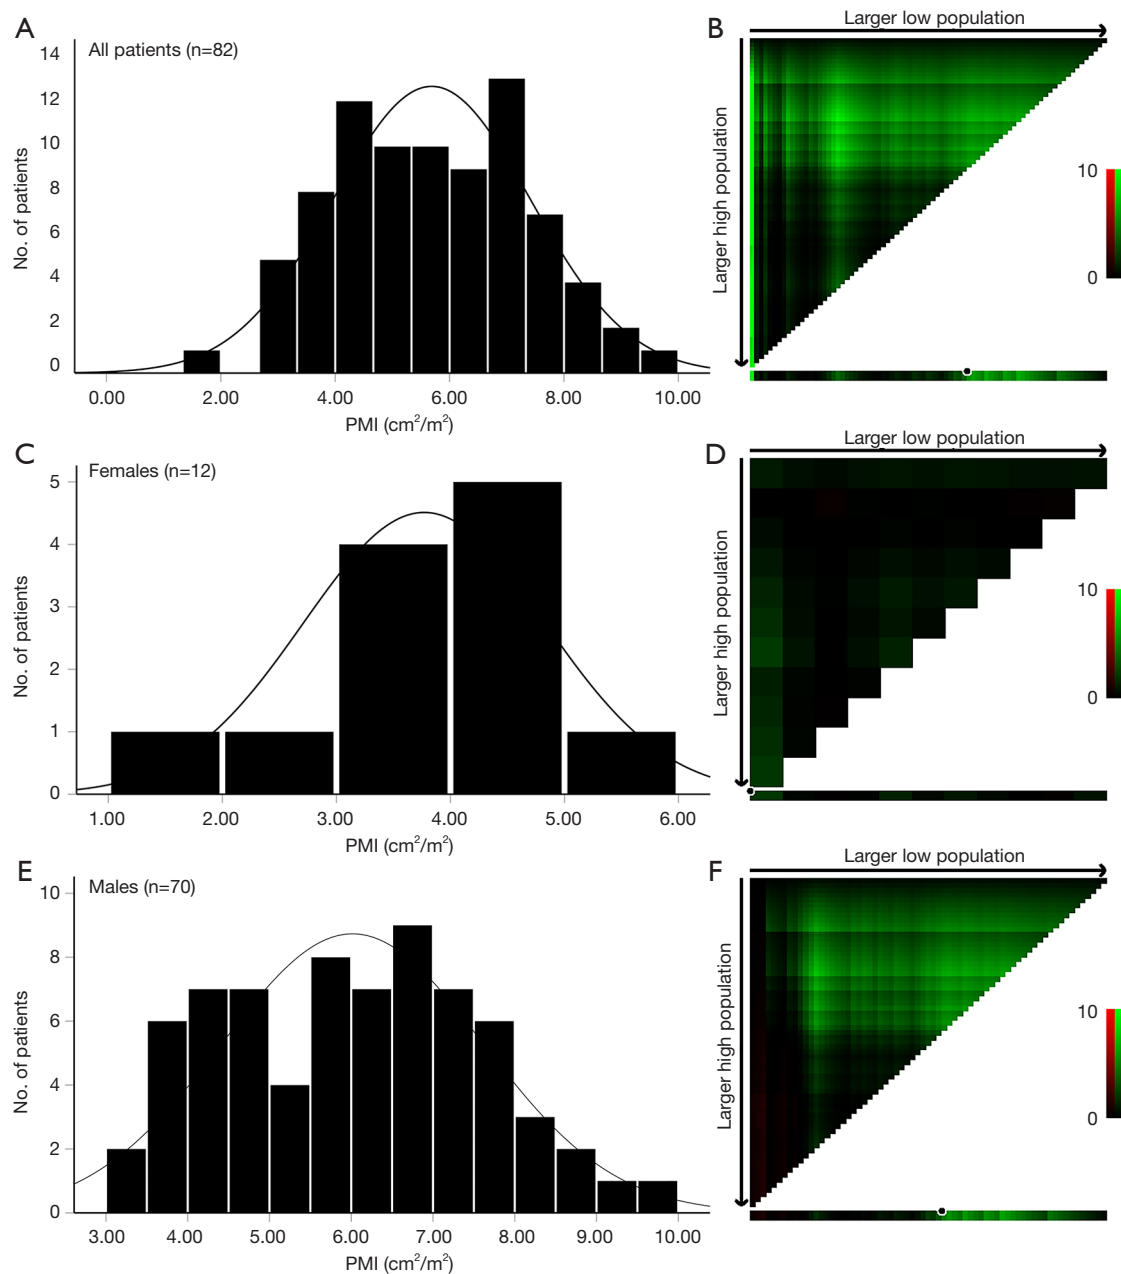 A
All patients (n=82)
14
12
10
8
6
4
2
0
No. of patients
0.00 2.00 4.00 6.00 8.00 10.00
PMI (cm²/m²)
B
Larger low population
Larger high population
10
0
C
Females (n=12)
5
4
3
2
1
0
No. of patients
1.00 2.00 3.00 4.00 5.00 6.00
PMI (cm²/m²)
D
Larger low population
Larger high population
10
0
E
Males (n=70)
10
8
6
4
2
0
No. of patients
3.00 4.00 5.00 6.00 7.00 8.00 9.00 10.00
PMI (cm²/m²)
F
Larger low population
Larger high population
10
0